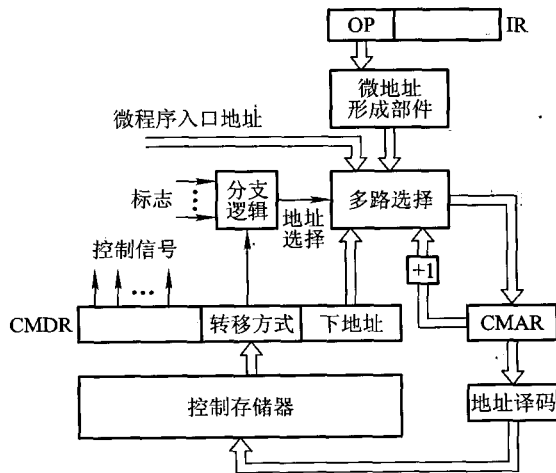 OP
IR
微地址
形成部件
微程序入口地址
标志
分支
逻辑
地址
选择
多路选择
控制信号
+1
CMDR
转移方式
下地址
CMAR
控制存储器
地址译码